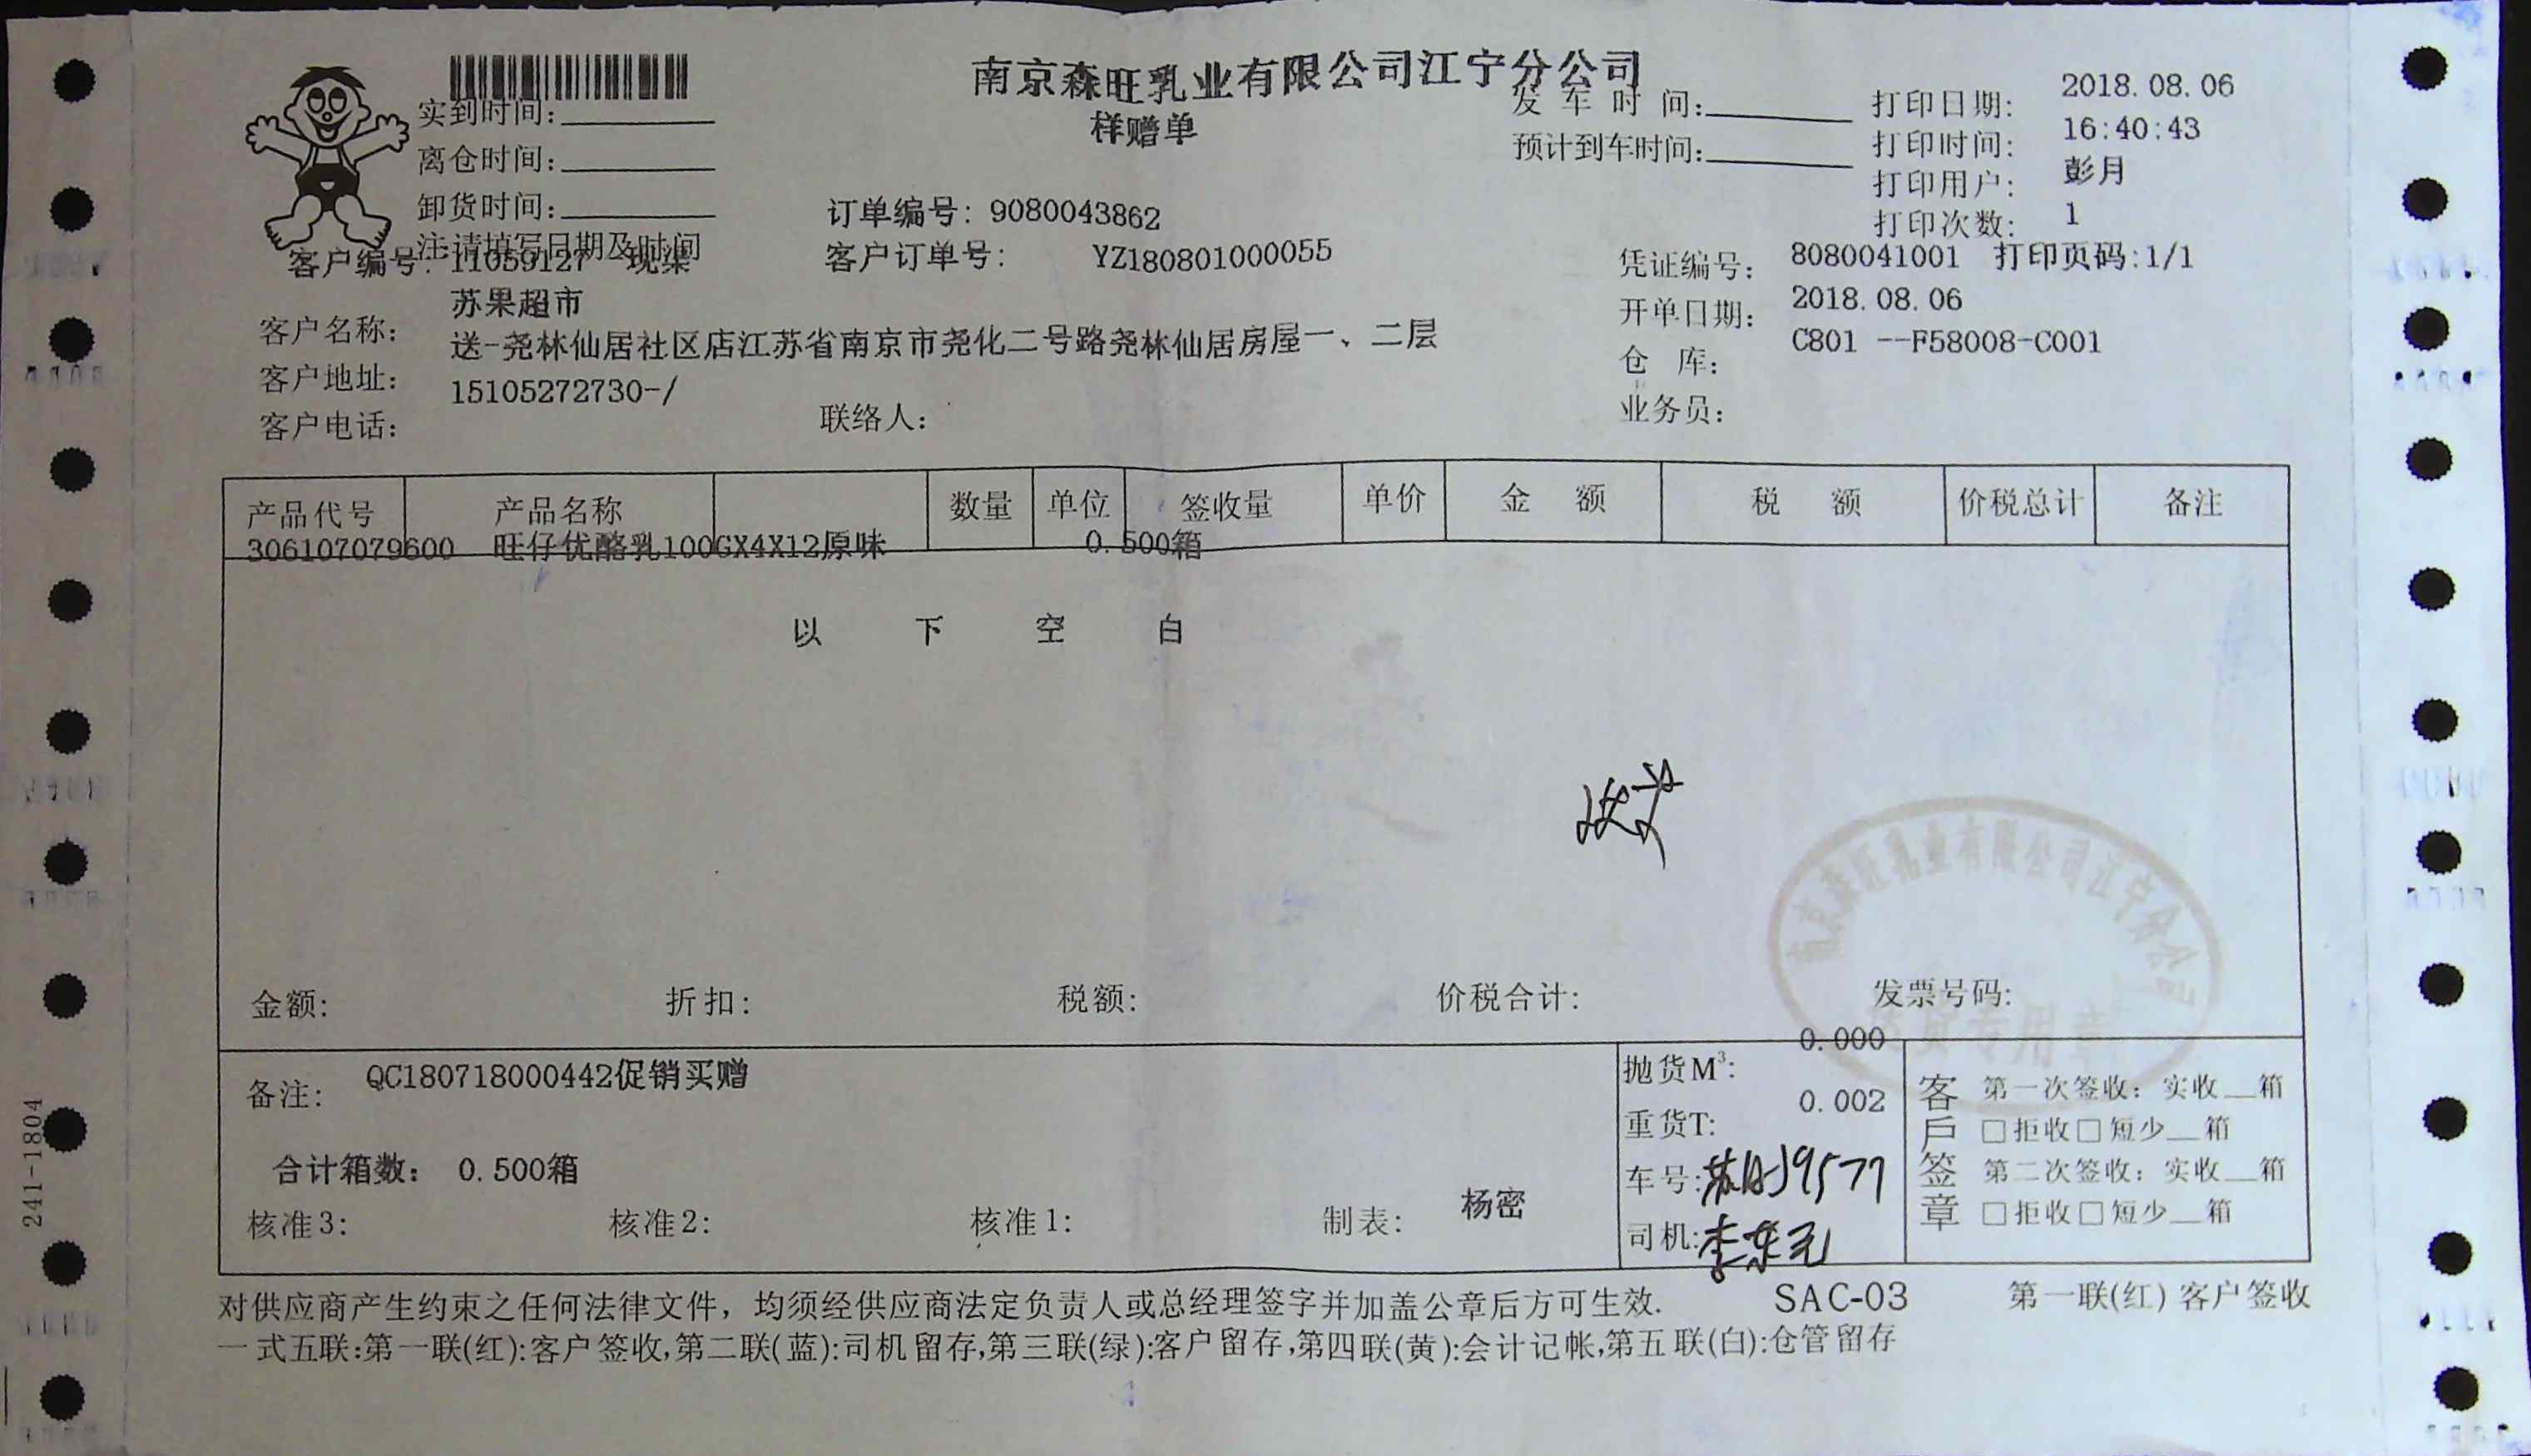 南京森旺乳业有限公司江宁分公司
样赠单
实到时间:
离仓时间:
卸货时间:
注:请填写日期及时间
发车时间:
预计到车时间:
打印日期: 2018.08.06
打印时间: 16:40:43
打印用户: 彭月
打印次数: 1
订单编号: 9080043862
客户编号: 11059127 现渠
客户订单号: YZ180801000055
凭证编号: 8080041001 打印页码:1/1
客户名称: 苏果超市
开单日期: 2018.08.06
客户地址: 送-尧林仙居社区店江苏省南京市尧化二号路尧林仙居房屋一、二层
仓 库: C801 --F58008-C001
客户电话: 15105272730-/
联络人:
业务员:
产品代号 产品名称 数量 单位 签收量 单价 金 额 税 额 价税总计 备注
306107079600 旺仔优酪乳100GX4X12原味 0.500箱
以 下 空 白
南京森旺乳业有限公司江宁分公司
金额: 折扣: 税额: 价税合计: 发票号码:
备注: QC180718000442促销买赠
合计箱数: 0.500箱
核准3: 核准2: 核准1: 制表: 杨密
抛货M³: 0.000
重货T: 0.002
车号:
司机:
客戶签章
第一次签收: 实收__箱
□拒收□短少__箱
第二次签收: 实收__箱
□拒收□短少__箱
对供应商产生约束之任何法律文件，均须经供应商法定负责人或总经理签字并加盖公章后方可生效. SAC-03 第一联(红) 客户签收
一式五联:第一联(红):客户签收,第二联(蓝):司机留存,第三联(绿):客户留存,第四联(黄):会计记帐,第五联(白):仓管留存
241-1804